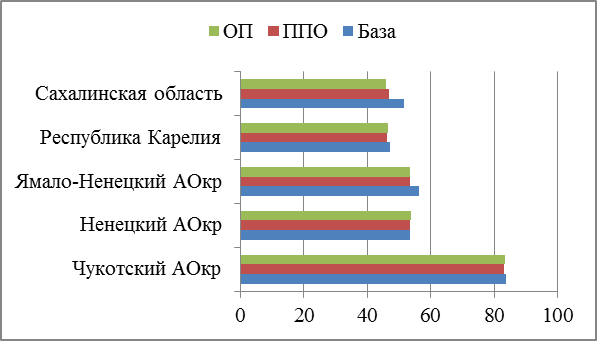 ОП ППО База
Сахалинская область
Республика Карелия
Ямало-Ненецкий АОкр
Ненецкий АОкр
Чукотский АОкр
0 20 40 60 80 100